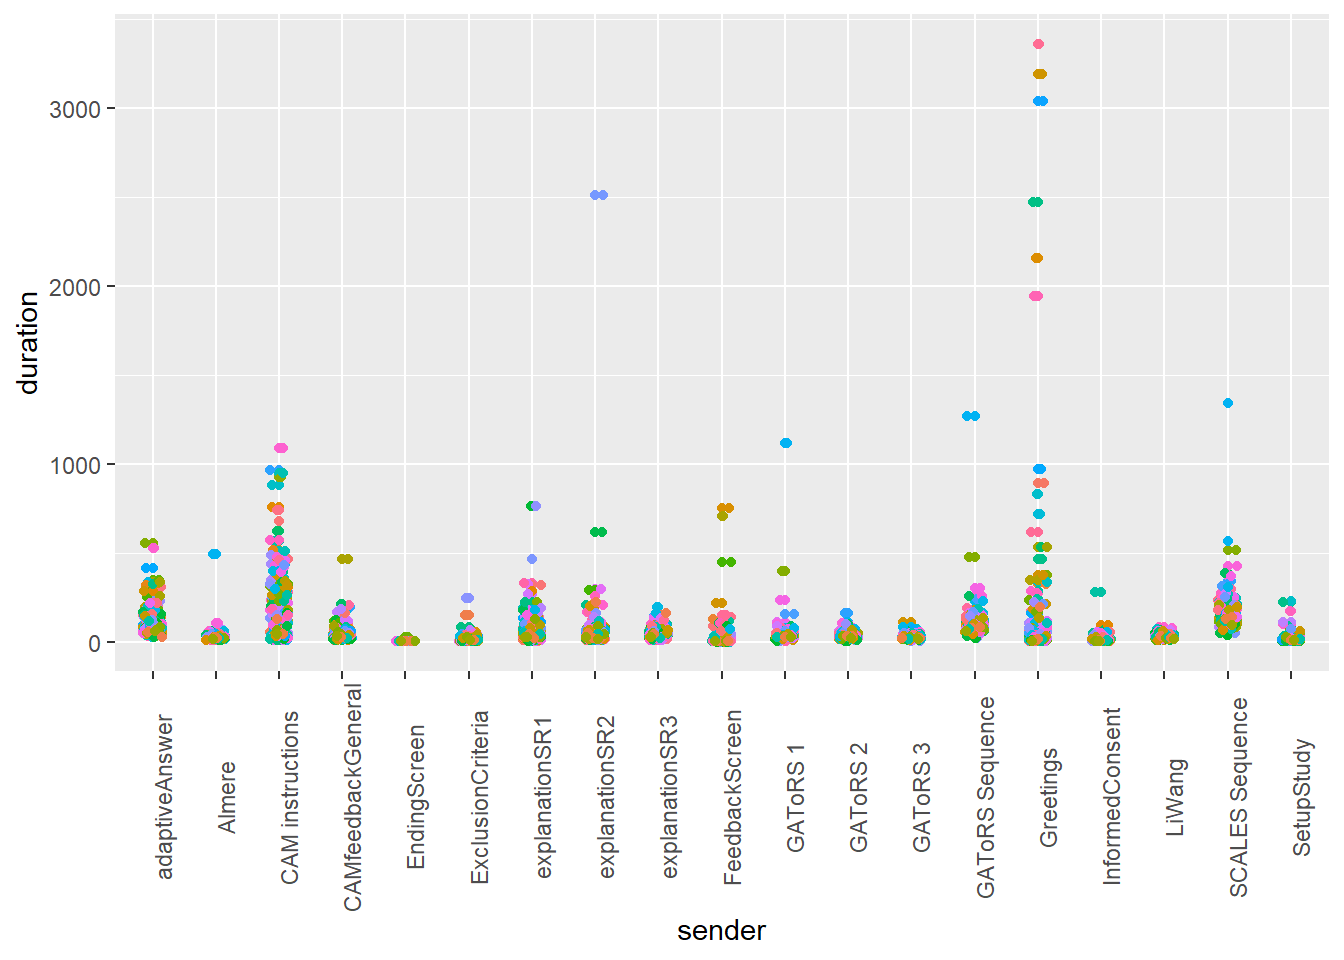 3000
2000
1000
0
duration
adaptiveAnswer
Almere
CAM instructions
CAMfeedbackGeneral
EndingScreen
ExclusionCriteria
explanationSR1
explanationSR2
explanationSR3
FeedbackScreen
GAToRS 1
GAToRS 2
GAToRS 3
GAToRS Sequence
Greetings
InformedConsent
LiWang
SCALES Sequence
SetupStudy
sender